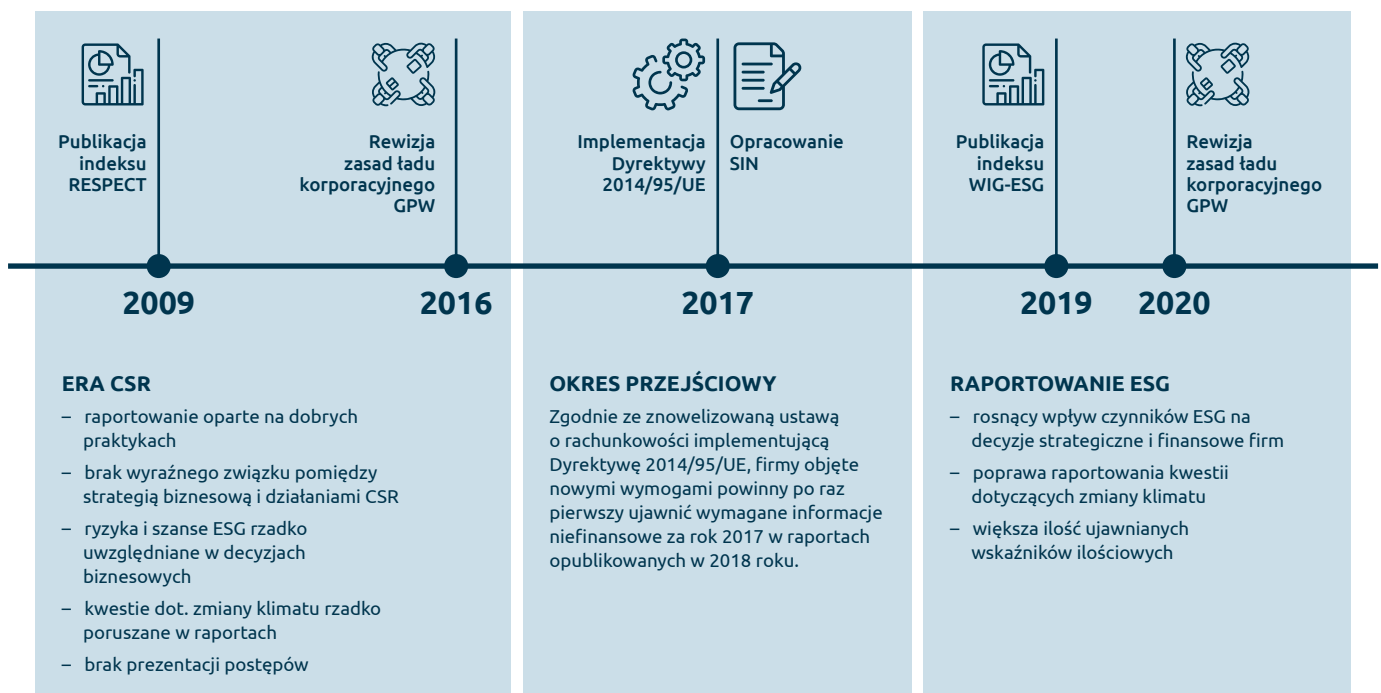 Publikacja
indeksu
RESPECT
Rewizja
zasad ładu
korporacyjnego
GPW
2009
2016
ERA CSR
– raportowanie oparte na dobrych
praktykach
– brak wyraźnego związku pomiędzy
strategią biznesową i działaniami CSR
– ryzyka i szanse ESG rzadko
uwzględniane w decyzjach
biznesowych
– kwestie dot. zmiany klimatu rzadko
poruszane w raportach
– brak prezentacji postępów
Implementacja
Dyrektywy
2014/95/UE
Opracowanie
SIN
2017
OKRES PRZEJŚCIOWY
Zgodnie ze znowelizowaną ustawą
o rachunkowości implementującą
Dyrektywę 2014/95/UE, firmy objęte
nowymi wymogami powinny po raz
pierwszy ujawnić wymagane informacje
niefinansowe za rok 2017 w raportach
opublikowanych w 2018 roku.
Publikacja
indeksu
WIG-ESG
Rewizja
zasad ładu
korporacyjnego
GPW
2019
2020
RAPORTOWANIE ESG
– rosnący wpływ czynników ESG na
decyzje strategiczne i finansowe firm
– poprawa raportowania kwestii
dotyczących zmiany klimatu
– większa ilość ujawnianych
wskaźników ilościowych